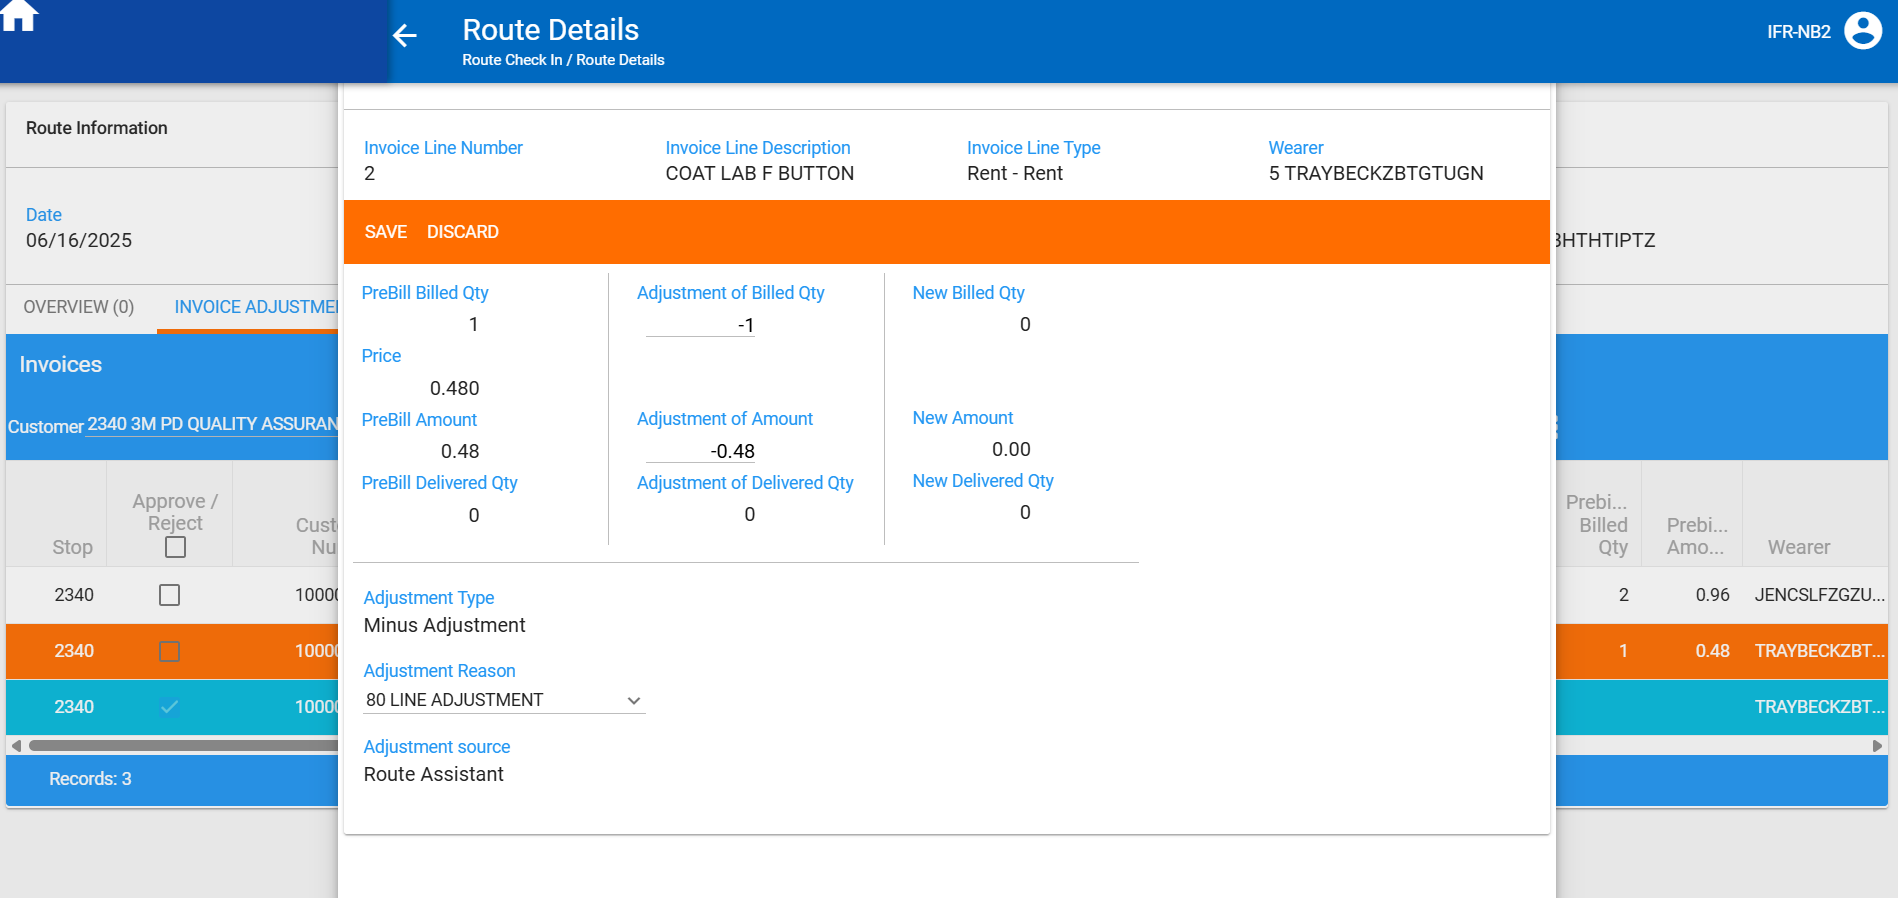 Route Details
Route Check In / Route Details
IFR-NB2
Route Information
Date
06/16/2025
BHTHTIPTZ
OVERVIEW (0)
INVOICE ADJUSTME
Invoices
Customer 2340 3M PD QUALITY ASSURAN
Stop
Approve /
Reject
Cust
Nu
Prebi...
Billed
Qty
Prebi...
Amo...
Wearer
2340
1000
2
0.96
JENCSLFZGZU...
2340
1000
1
0.48
TRAYBECKZBT...
2340
1000
TRAYBECKZBT...
Records: 3
Invoice Line Number
2
Invoice Line Description
COAT LAB F BUTTON
Invoice Line Type
Rent - Rent
Wearer
5 TRAYBECKZBTGTUGN
SAVE
DISCARD
PreBill Billed Qty
1
Price
0.480
PreBill Amount
0.48
PreBill Delivered Qty
0
Adjustment of Billed Qty
-1
Adjustment of Amount
-0.48
Adjustment of Delivered Qty
0
New Billed Qty
0
New Amount
0.00
New Delivered Qty
0
Adjustment Type
Minus Adjustment
Adjustment Reason
80 LINE ADJUSTMENT
Adjustment source
Route Assistant